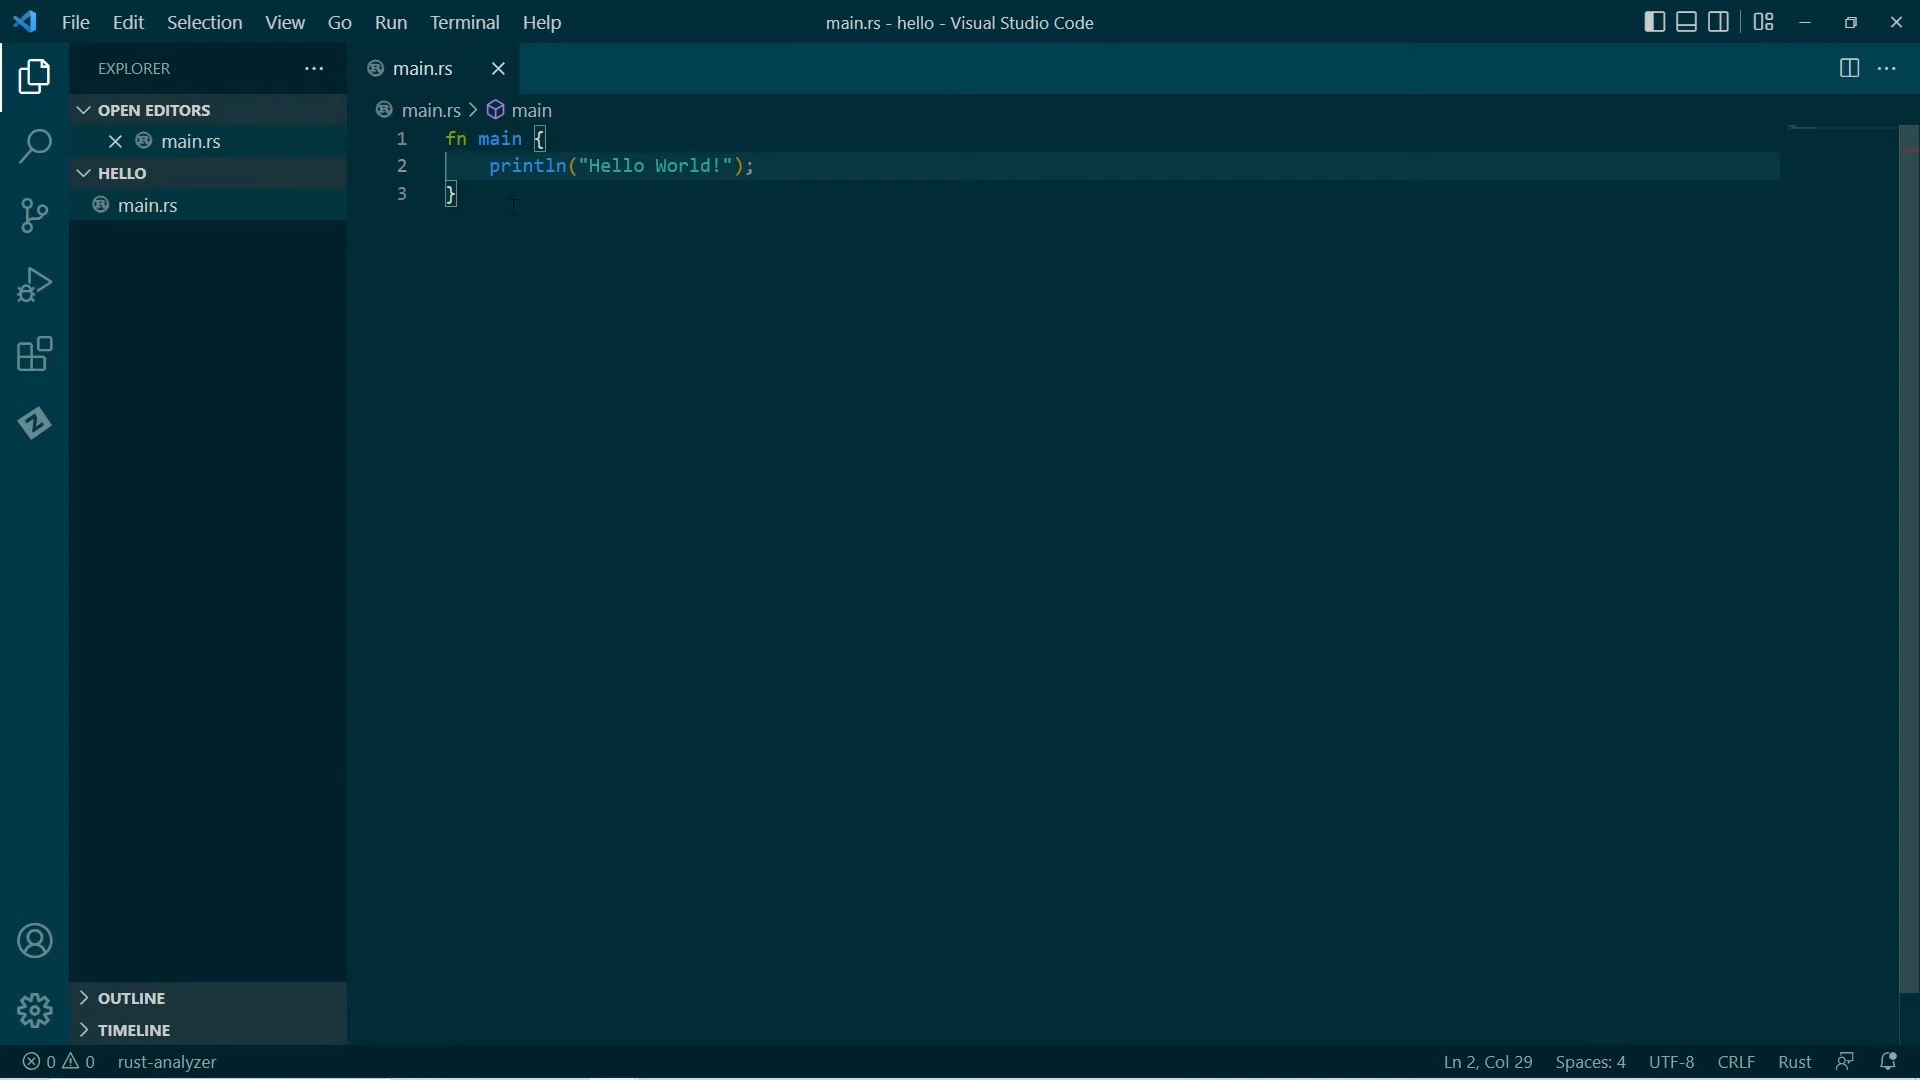 File Edit Selection View Go Run Terminal Help
main.rs - hello - Visual Studio Code
EXPLORER
main.rs
OPEN EDITORS
main.rs
HELLO
main.rs
main.rs > main
1 fn main {
2 println("Hello World!");
3 }
OUTLINE
TIMELINE
0 0 rust-analyzer
Ln 2, Col 29 Spaces: 4 UTF-8 CRLF Rust